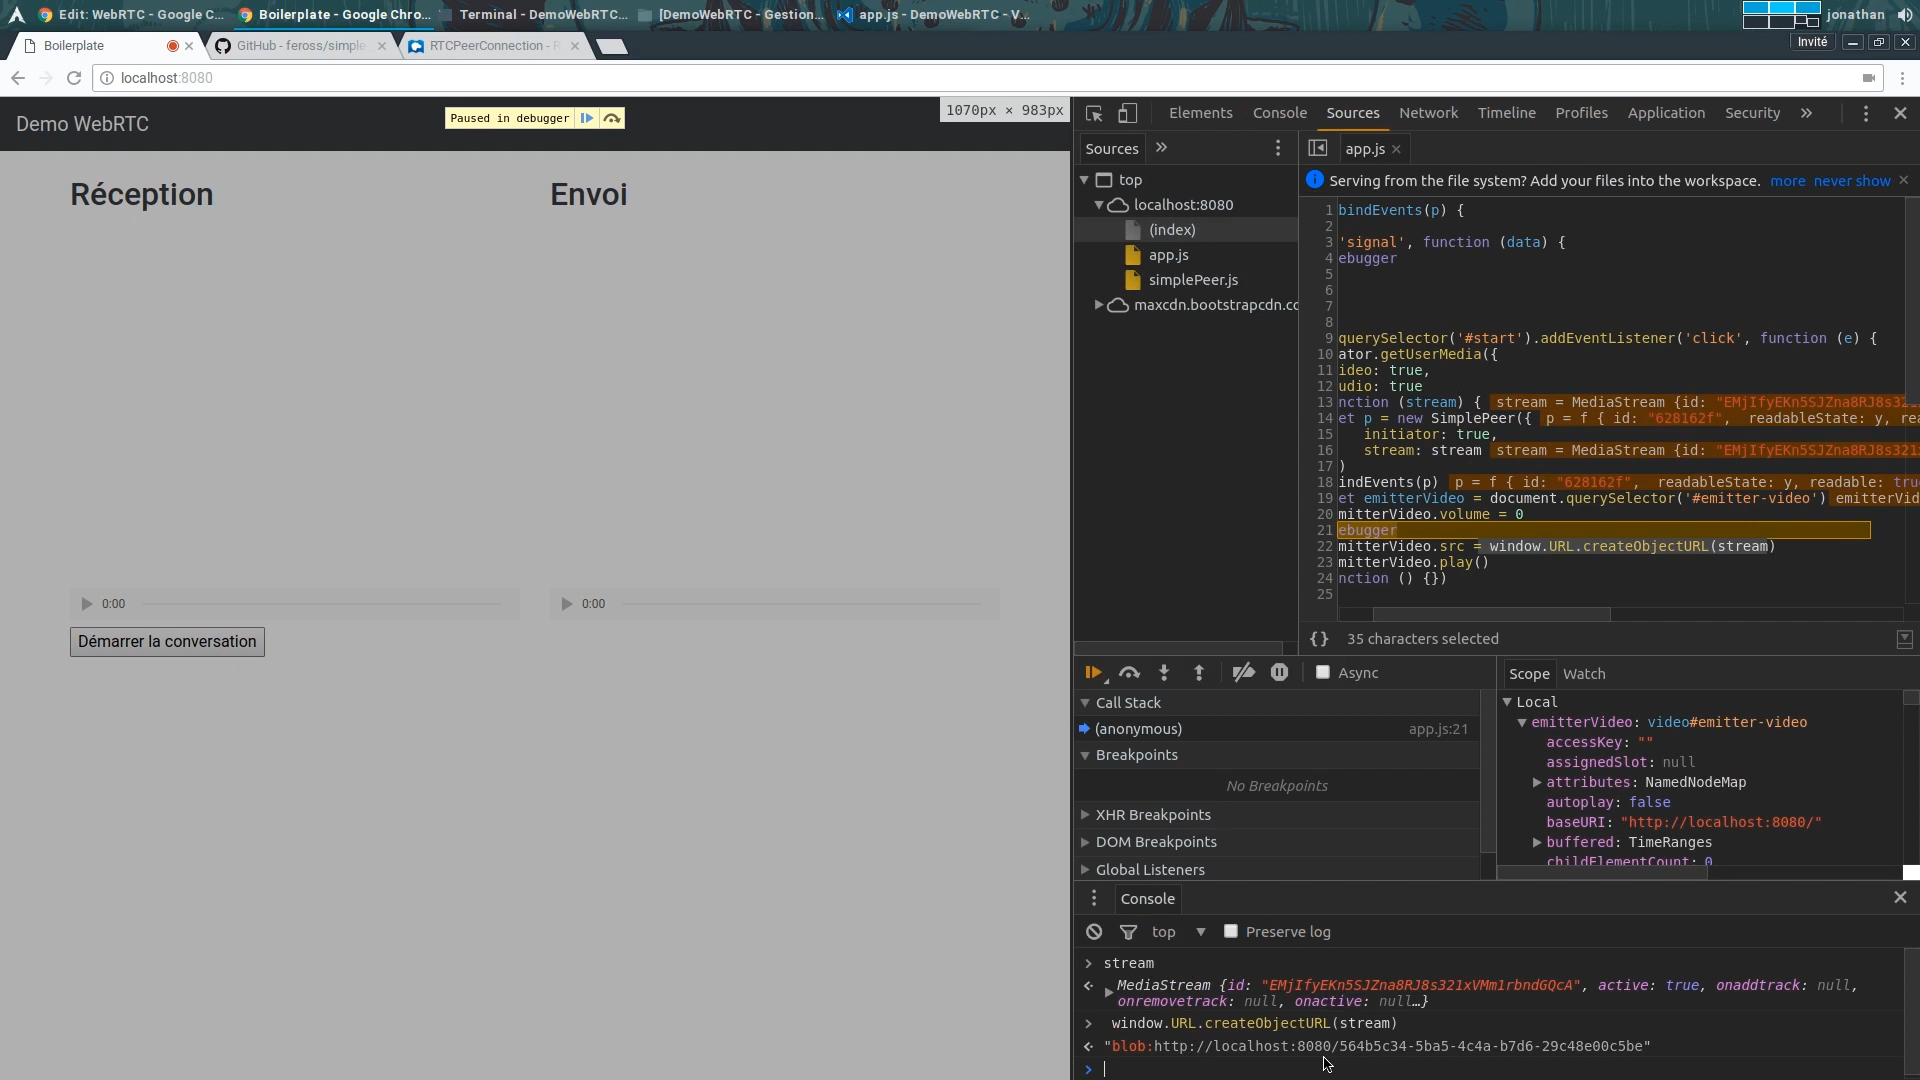 Edit: WebRTC - Google C...
Boilerplate - Google Chro...
Terminal - DemoWebRTC...
[DemoWebRTC - Gestion...
app.js - DemoWebRTC - V...
jonathan
Boilerplate
GitHub - feross/simple
RTCPeerConnection - R
Invité
localhost:8080
Demo WebRTC
Paused in debugger
1070px × 983px
Réception
Envoi
0:00
0:00
Démarrer la conversation
Elements Console Sources Network Timeline Profiles Application Security
Sources
top
localhost:8080
(index)
app.js
simplePeer.js
maxcdn.bootstrapcdn.cc
app.js
Serving from the file system? Add your files into the workspace. more never show
1 bindEvents(p) {
2
3 'signal', function (data) {
4 ebugger
5
6
7
8
9 querySelector('#start').addEventListener('click', function (e) {
10 ator.getUserMedia({
11 ideo: true,
12 udio: true
13 nction (stream) { stream = MediaStream {id: "EMjIfyEKn5SJZna8RJ8s321
14 et p = new SimplePeer({ p = f { id: "628162f", readableState: y, rea
15 initiator: true,
16 stream: stream stream = MediaStream {id: "EMjIfyEKn5SJZna8RJ8s321
17 )
18 indEvents(p) p = f { id: "628162f", readableState: y, readable: tru
19 et emitterVideo = document.querySelector('#emitter-video') emitterVid
20 mitterVideo.volume = 0
21 ebugger
22 mitterVideo.src = window.URL.createObjectURL(stream)
23 mitterVideo.play()
24 nction () {})
25
{} 35 characters selected
Async
Call Stack
(anonymous) app.js:21
Breakpoints
No Breakpoints
XHR Breakpoints
DOM Breakpoints
Global Listeners
Scope Watch
Local
emitterVideo: video#emitter-video
accessKey: ""
assignedSlot: null
attributes: NamedNodeMap
autoplay: false
baseURI: "http://localhost:8080/"
buffered: TimeRanges
childElementCount: 0
Console
top Preserve log
> stream
MediaStream {id: "EMjIfyEKn5SJZna8RJ8s321xVMm1rbndGQcA", active: true, onaddtrack: null,
onremovetrack: null, onactive: null…}
> window.URL.createObjectURL(stream)
"blob:http://localhost:8080/564b5c34-5ba5-4c4a-b7d6-29c48e00c5be"
>